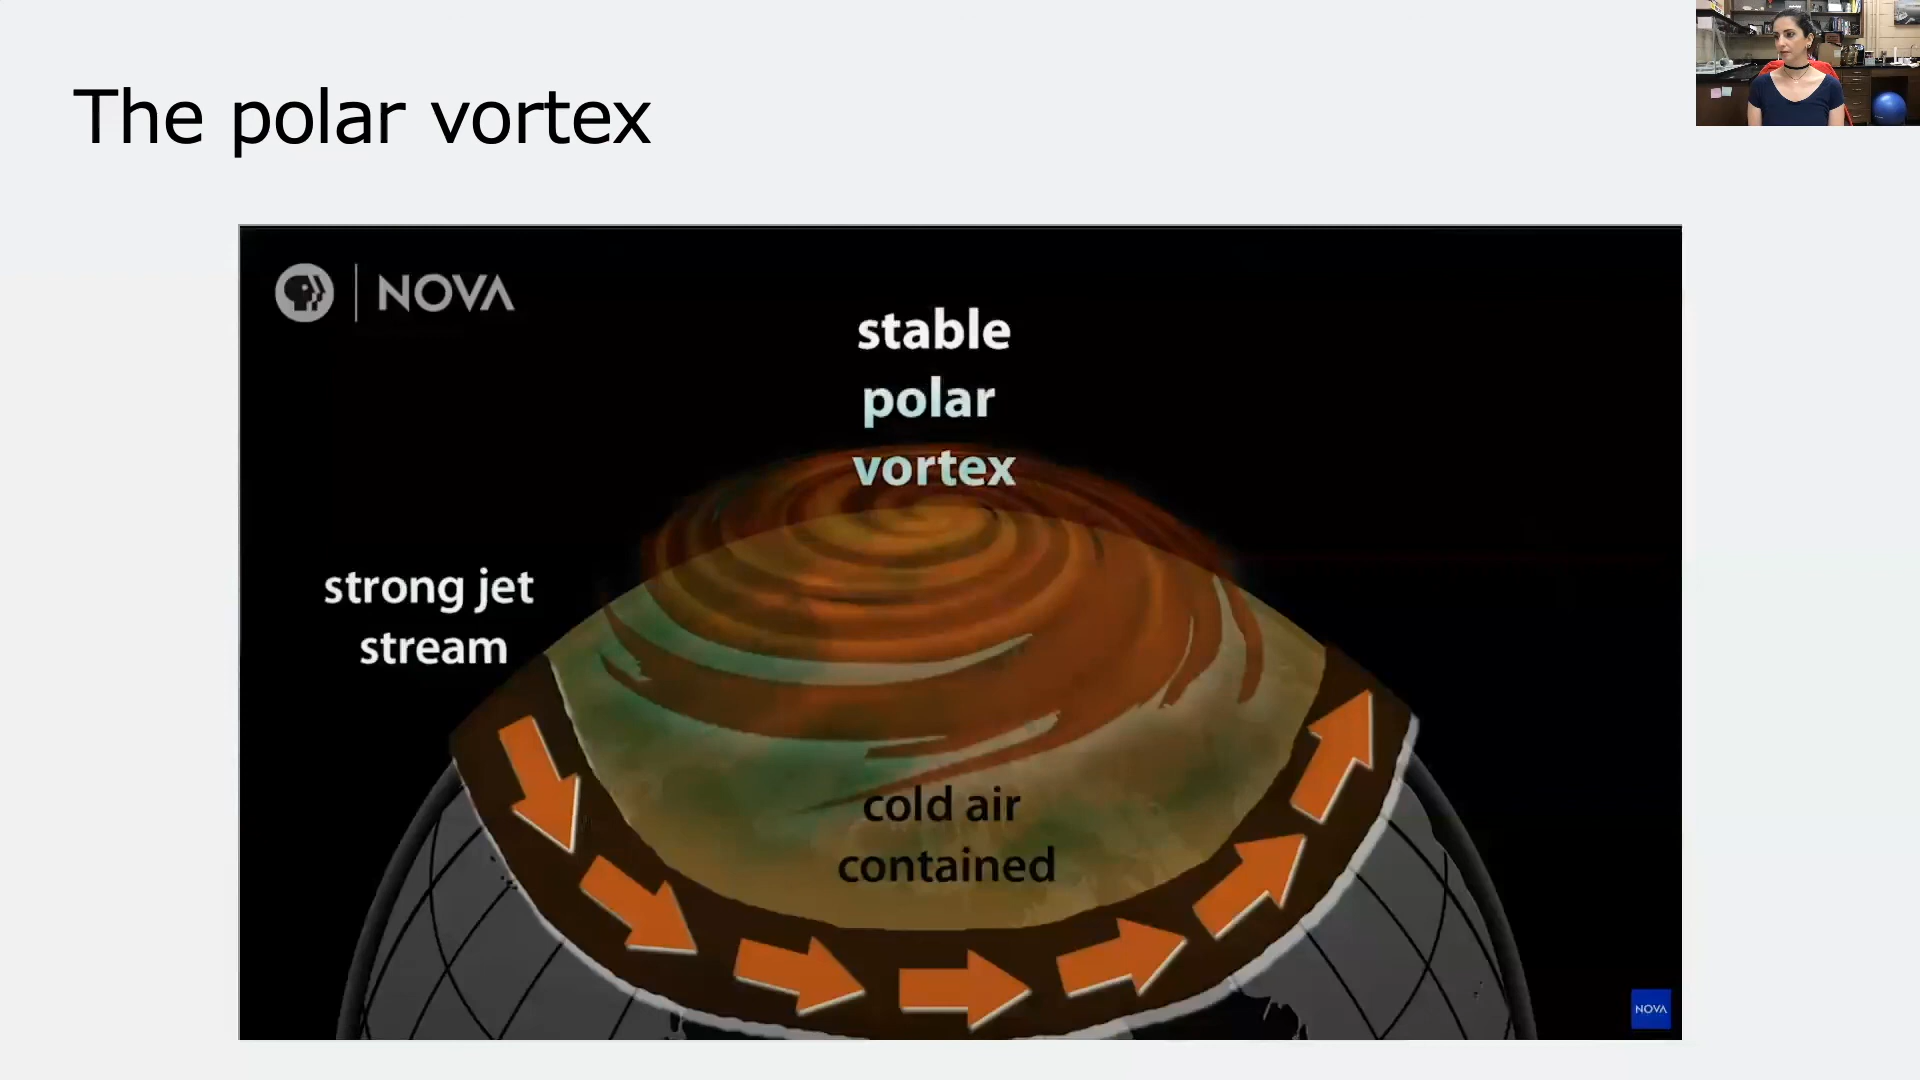 The polar vortex
NOVA
stable
polar
vortex
strong jet
stream
cold air
contained
NOVA